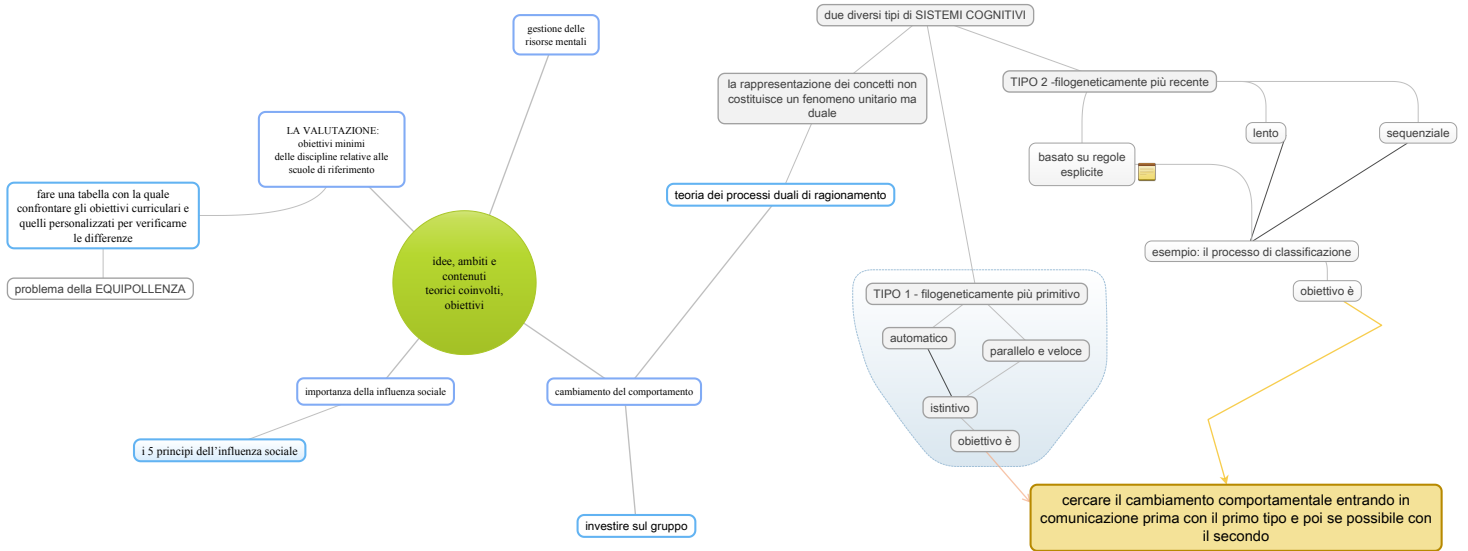 gestione delle
risorse mentali
LA VALUTAZIONE:
obiettivi minimi
delle discipline relative alle
scuole di riferimento
fare una tabella con la quale
confrontare gli obiettivi curriculari e
quelli personalizzati per verificarne
le differenze
problema della EQUIPOLLENZA
idee, ambiti e
contenuti
teorici coinvolti,
obiettivi
importanza della influenza sociale
i 5 principi dell'influenza sociale
cambiamento del comportamento
investire sul gruppo
teoria dei processi duali di ragionamento
la rappresentazione dei concetti non
costituisce un fenomeno unitario ma
duale
due diversi tipi di SISTEMI COGNITIVI
TIPO 1 - filogeneticamente più primitivo
automatico
parallelo e veloce
istintivo
obiettivo è
TIPO 2 -filogeneticamente più recente
basato su regole
esplicite
lento
sequenziale
esempio: il processo di classificazione
obiettivo è
cercare il cambiamento comportamentale entrando in
comunicazione prima con il primo tipo e poi se possibile con
il secondo